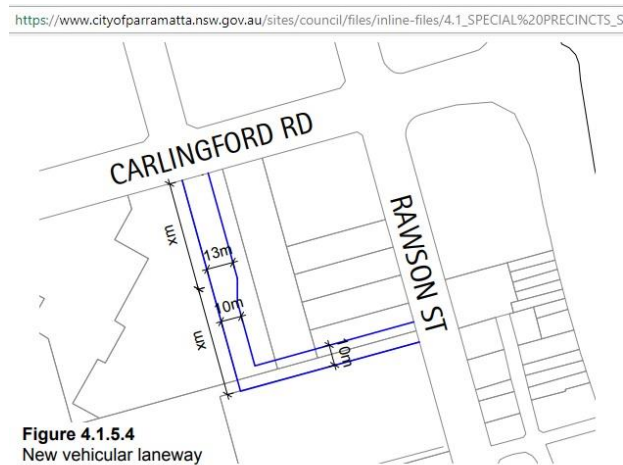 https://www.cityofparramatta.nsw.gov.au/sites/council/files/inline-files/4.1_SPECIAL%20PRECINCTS_S
CARLINGFORD RD
RAWSON ST
xm
13m
10m
xm
10m
Figure 4.1.5.4
New vehicular laneway